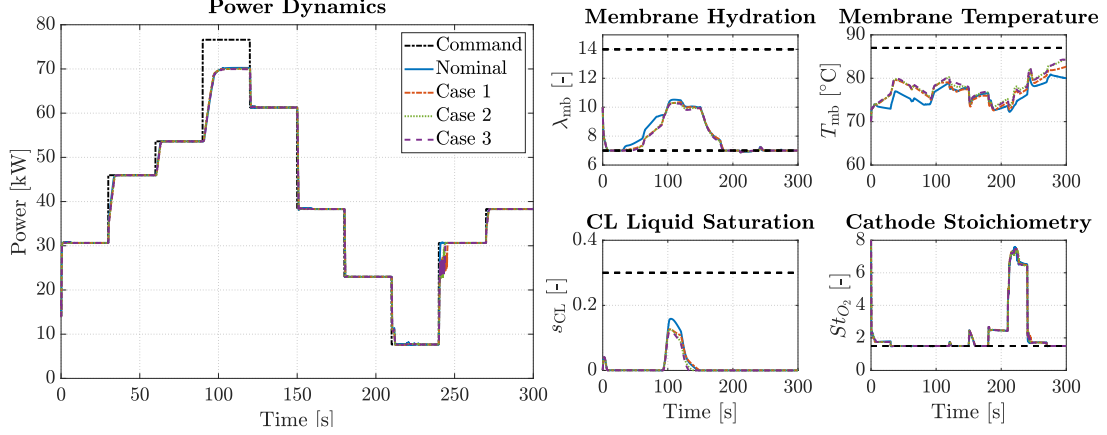 Power Dynamics
80
70
60
50
40
30
20
10
0
Power [kW]
0 50 100 150 200 250 300
Time [s]
Command
Nominal
Case 1
Case 2
Case 3
Membrane Hydration
14
12
10
8
6
λmb [-]
0 100 200 300
Membrane Temperature
90
80
70
60
Tmb [°C]
0 100 200 300
CL Liquid Saturation
0.4
0.2
0
sCL [-]
0 100 200 300
Time [s]
Cathode Stoichiometry
8
6
4
2
0
StO2 [-]
0 100 200 300
Time [s]